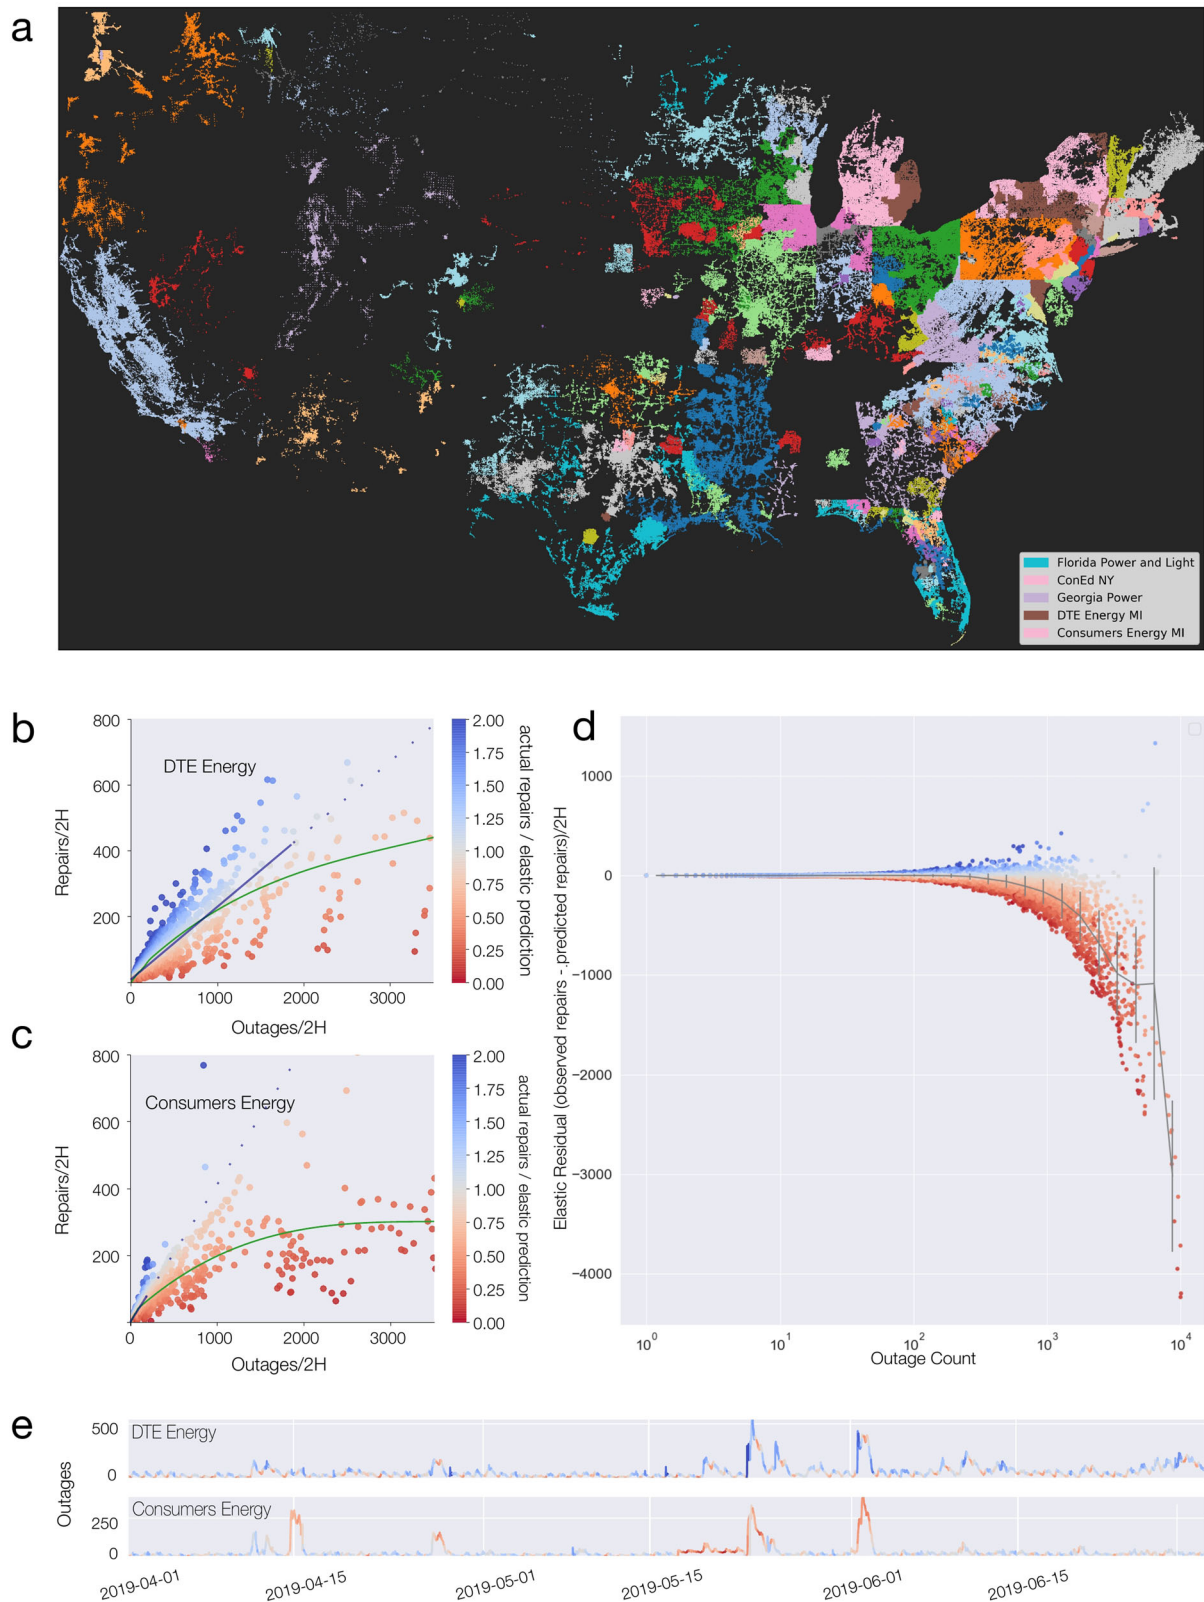 a
Florida Power and Light
ConEd NY
Georgia Power
DTE Energy MI
Consumers Energy MI
b
DTE Energy
Repairs/2H
800
600
400
200
0
1000
2000
3000
Outages/2H
2.00
1.75
1.50
1.25
1.00
0.75
0.50
0.25
0.00
actual repairs / elastic prediction
c
Consumers Energy
Repairs/2H
800
600
400
200
0
1000
2000
3000
Outages/2H
2.00
1.75
1.50
1.25
1.00
0.75
0.50
0.25
0.00
actual repairs / elastic prediction
d
Elastic Residual (observed repairs -.predicted repairs)/2H
1000
0
−1000
−2000
−3000
−4000
10⁰
10¹
10²
10³
10⁴
Outage Count
e
Outages
500
0
DTE Energy
250
0
Consumers Energy
2019-04-01
2019-04-15
2019-05-01
2019-05-15
2019-06-01
2019-06-15